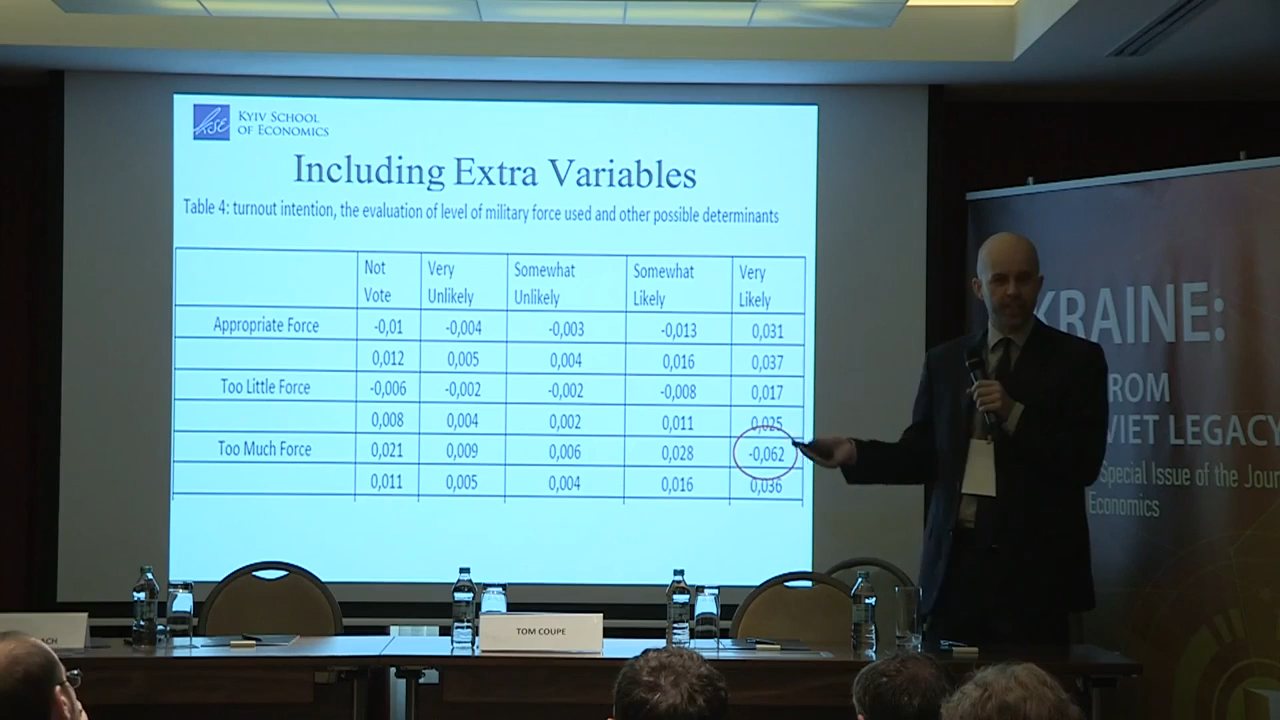 KYIV SCHOOL
OF ECONOMICS
Including Extra Variables
Table 4: turnout intention, the evaluation of level of military force used and other possible determinants
Not Vote Very Unlikely Somewhat Unlikely Somewhat Likely Very Likely
Appropriate Force -0,01 -0,004 -0,003 -0,013 0,031
0,012 0,005 0,004 0,016 0,037
Too Little Force -0,006 -0,002 -0,002 -0,008 0,017
0,008 0,004 0,002 0,011 0,025
Too Much Force 0,021 0,009 0,006 0,028 -0,062
0,011 0,005 0,004 0,016 0,036
KRAINE:
ROM
VIET LEGACY
Special Issue of the Jour
Economics
ACH
TOM COUPE